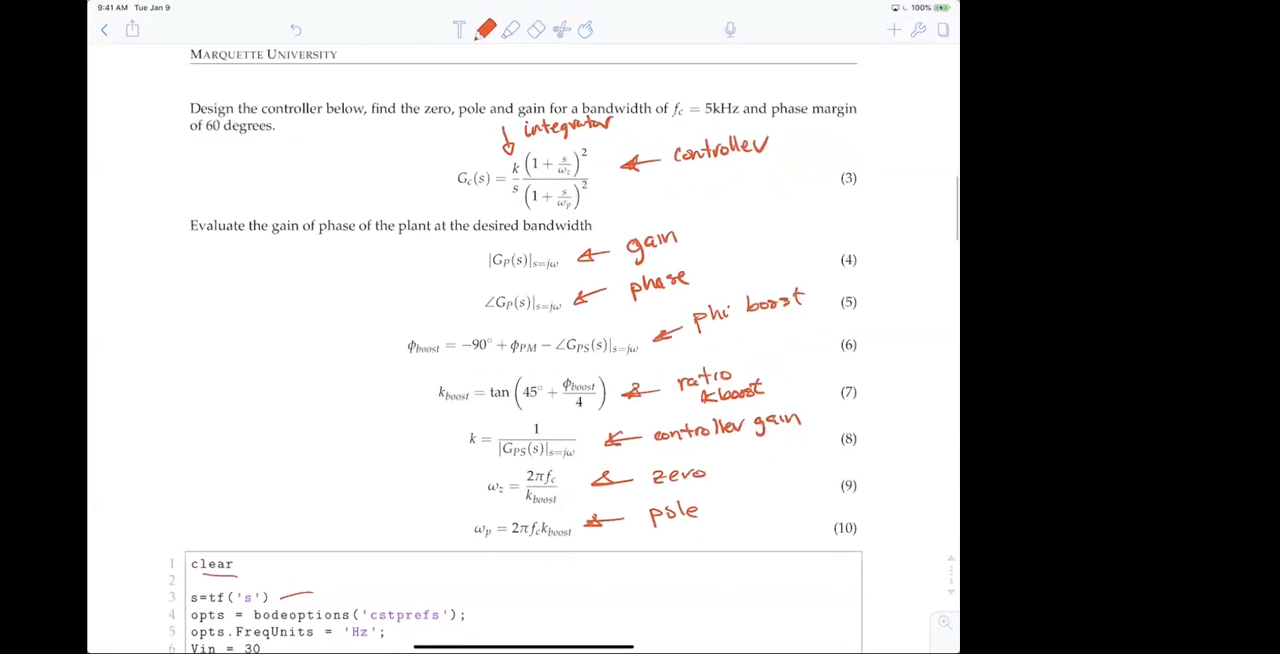 9:41 AM Tue Jan 9
100%
MARQUETTE UNIVERSITY
Design the controller below, find the zero, pole and gain for a bandwidth of f_c = 5kHz and phase margin
of 60 degrees.
integrator
G_c(s) = k/s (1 + s/ω_z)^2 / (1 + s/ω_p)^2 controller (3)
Evaluate the gain of phase of the plant at the desired bandwidth
|G_P(s)|_{s=jω} gain (4)
∠G_P(s)|_{s=jω} phase (5)
ϕ_boost = −90° + ϕ_PM − ∠G_PS(s)|_{s=jω} phi boost (6)
k_boost = tan (45° + ϕ_boost/4) ratio kboost (7)
k = 1/|G_PS(s)|_{s=jω} controller gain (8)
ω_z = 2πf_c/k_boost zero (9)
ω_p = 2πf_c k_boost pole (10)
1 clear
2
3 s=tf('s')
4 opts = bodeoptions('cstprefs');
5 opts.FreqUnits = 'Hz';
6 Vin = 30